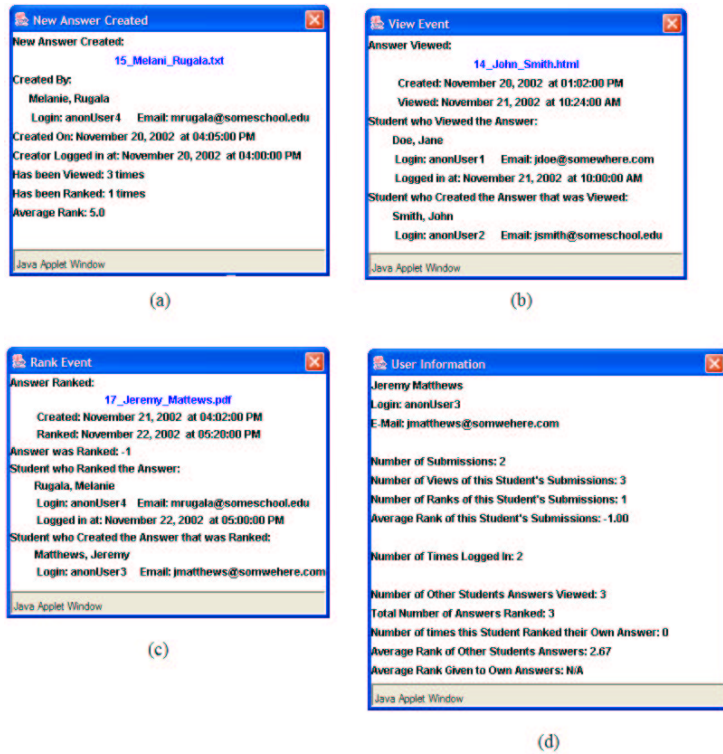 New Answer Created
New Answer Created:
15_Melani_Rugala.txt
Created By:
Melanie, Rugala
Login: anonUser4 Email: mrugala@someschool.edu
Created On: November 20, 2002 at 04:05:00 PM
Creator Logged in at: November 20, 2002 at 04:00:00 PM
Has been Viewed: 3 times
Has been Ranked: 1 times
Average Rank: 5.0
Java Applet Window
(a)
View Event
Answer Viewed:
14_John_Smith.html
Created: November 20, 2002 at 01:02:00 PM
Viewed: November 21, 2002 at 10:24:00 AM
Student who Viewed the Answer:
Doe, Jane
Login: anonUser1 Email: jdoe@somewhere.com
Logged in at: November 21, 2002 at 10:00:00 AM
Student who Created the Answer that was Viewed:
Smith, John
Login: anonUser2 Email: jsmith@someschool.edu
Java Applet Window
(b)
Rank Event
Answer Ranked:
17_Jeremy_Mattews.pdf
Created: November 21, 2002 at 04:02:00 PM
Ranked: November 22, 2002 at 05:20:00 PM
Answer was Ranked: -1
Student who Ranked the Answer:
Rugala, Melanie
Login: anonUser4 Email: mrugala@someschool.edu
Logged in at: November 22, 2002 at 05:00:00 PM
Student who Created the Answer that was Ranked:
Matthews, Jeremy
Login: anonUser3 Email: jmatthews@somwehere.com
Java Applet Window
(c)
User Information
Jeremy Matthews
Login: anonUser3
E-Mail: jmatthews@somwehere.com
Number of Submissions: 2
Number of Views of this Student's Submissions: 3
Number of Ranks of this Student's Submissions: 1
Average Rank of this Student's Submissions: -1.00
Number of Times Logged In: 2
Number of Other Students Answers Viewed: 3
Total Number of Answers Ranked: 3
Number of times this Student Ranked their Own Answer: 0
Average Rank of Other Students Answers: 2.67
Average Rank Given to Own Answers: N/A
Java Applet Window
(d)